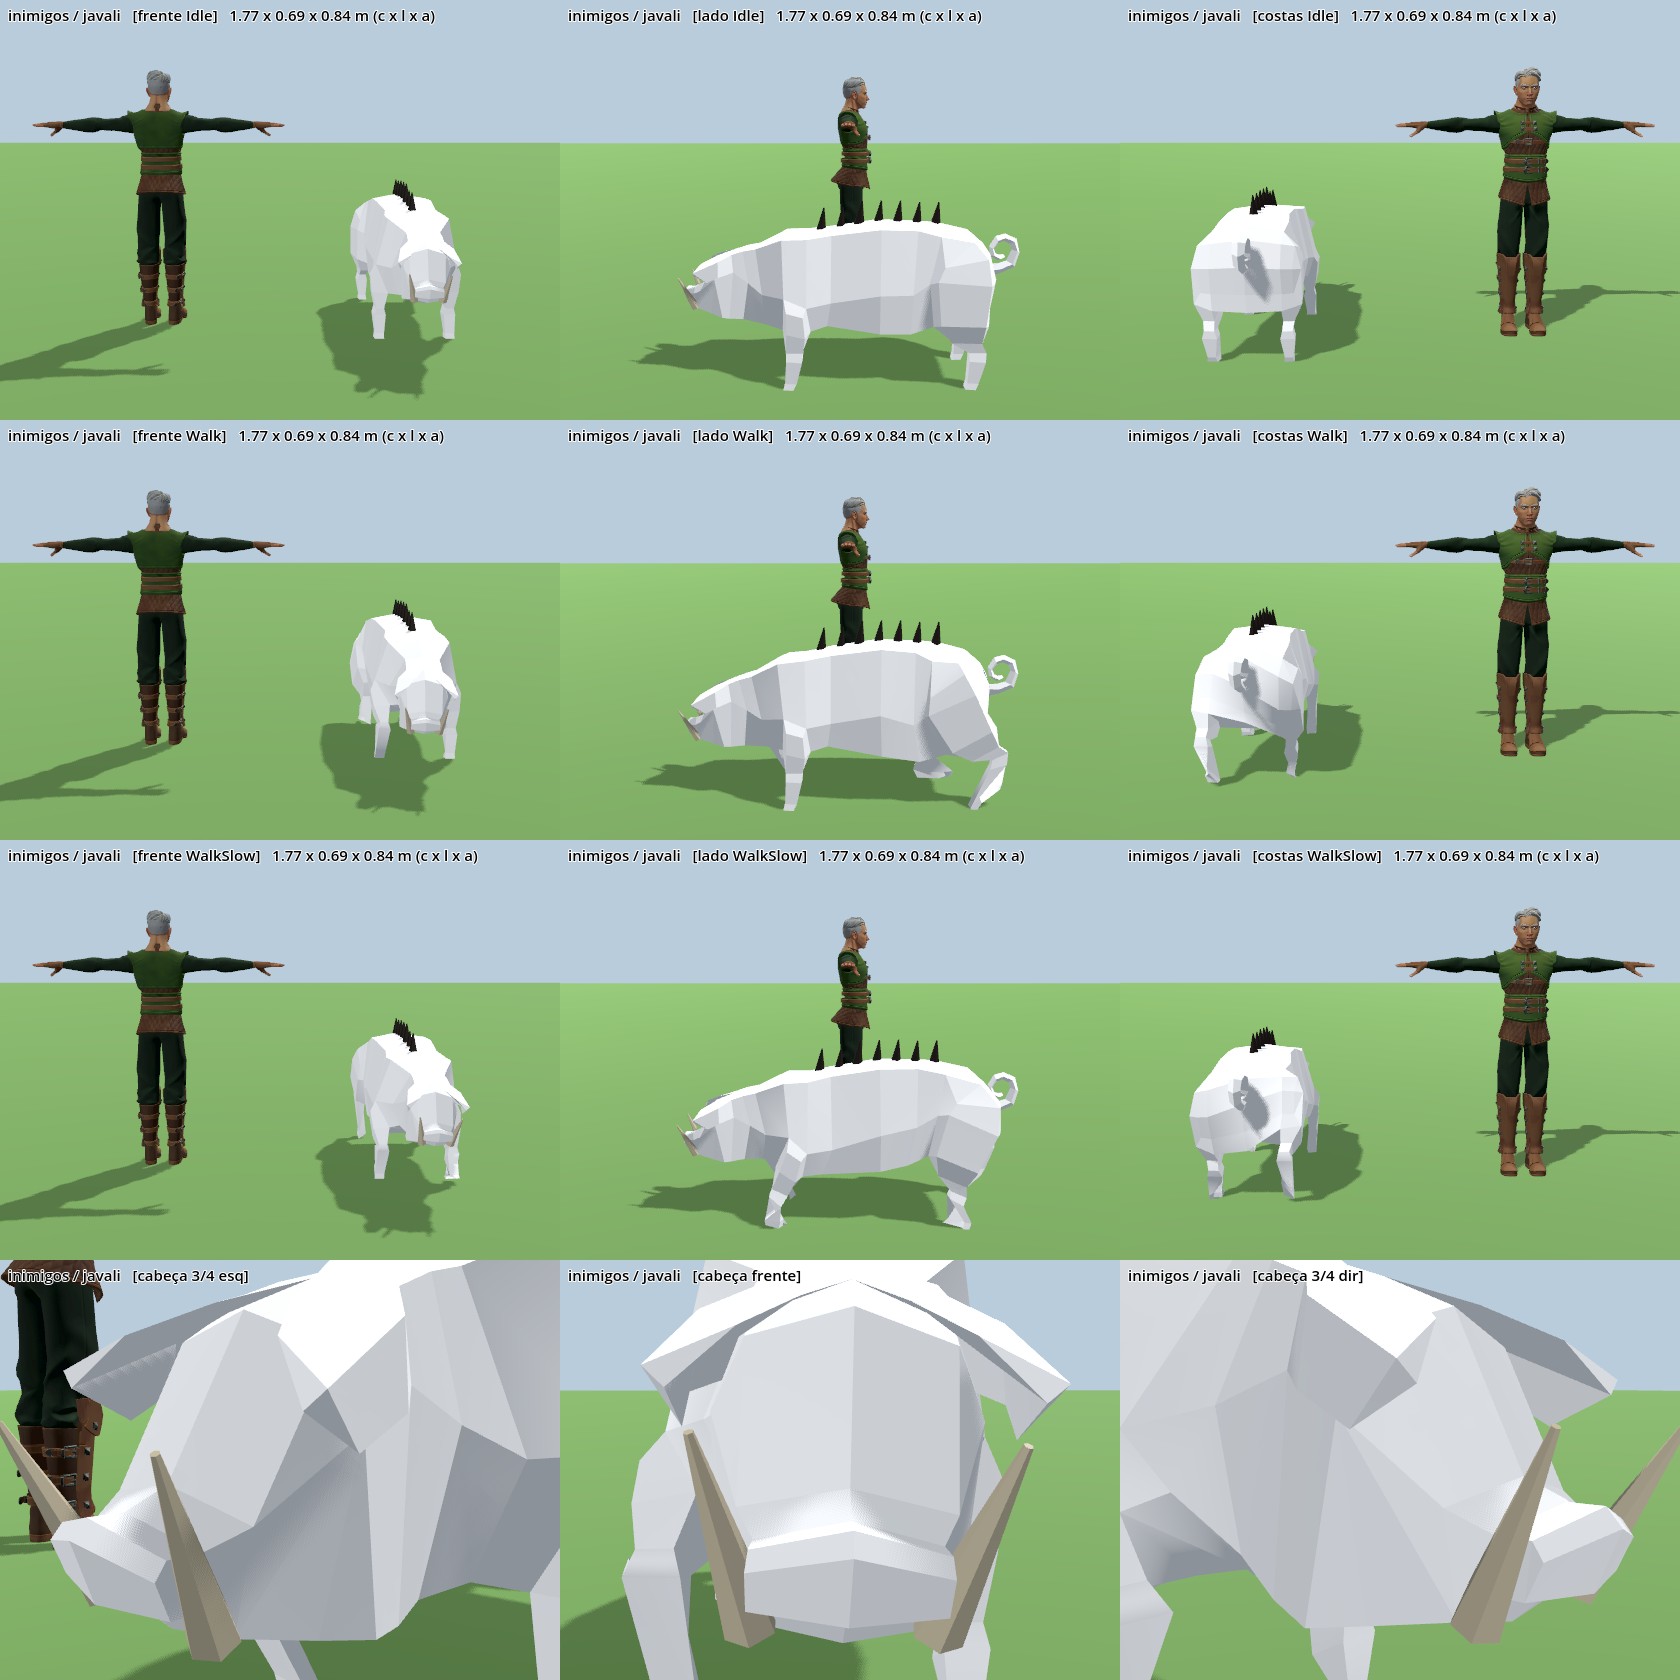 inimigos / javali [frente Idle] 1.77 x 0.69 x 0.84 m (c x l x a)
inimigos / javali [lado Idle] 1.77 x 0.69 x 0.84 m (c x l x a)
inimigos / javali [costas Idle] 1.77 x 0.69 x 0.84 m (c x l x a)
inimigos / javali [frente Walk] 1.77 x 0.69 x 0.84 m (c x l x a)
inimigos / javali [lado Walk] 1.77 x 0.69 x 0.84 m (c x l x a)
inimigos / javali [costas Walk] 1.77 x 0.69 x 0.84 m (c x l x a)
inimigos / javali [frente WalkSlow] 1.77 x 0.69 x 0.84 m (c x l x a)
inimigos / javali [lado WalkSlow] 1.77 x 0.69 x 0.84 m (c x l x a)
inimigos / javali [costas WalkSlow] 1.77 x 0.69 x 0.84 m (c x l x a)
inimigos / javali [cabeça 3/4 esq]
inimigos / javali [cabeça frente]
inimigos / javali [cabeça 3/4 dir]